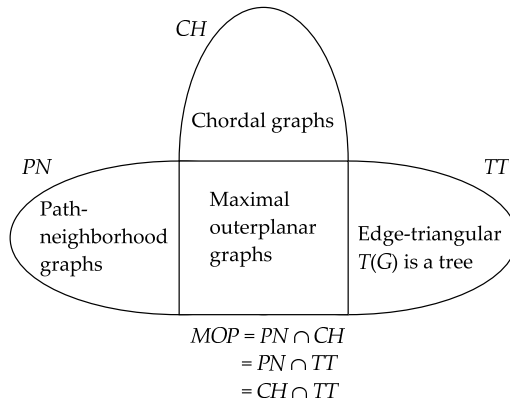 CH
Chordal graphs
PN
TT
Path-
neighborhood
graphs
Maximal
outerplanar
graphs
Edge-triangular
T(G) is a tree
MOP = PN ∩ CH
= PN ∩ TT
= CH ∩ TT